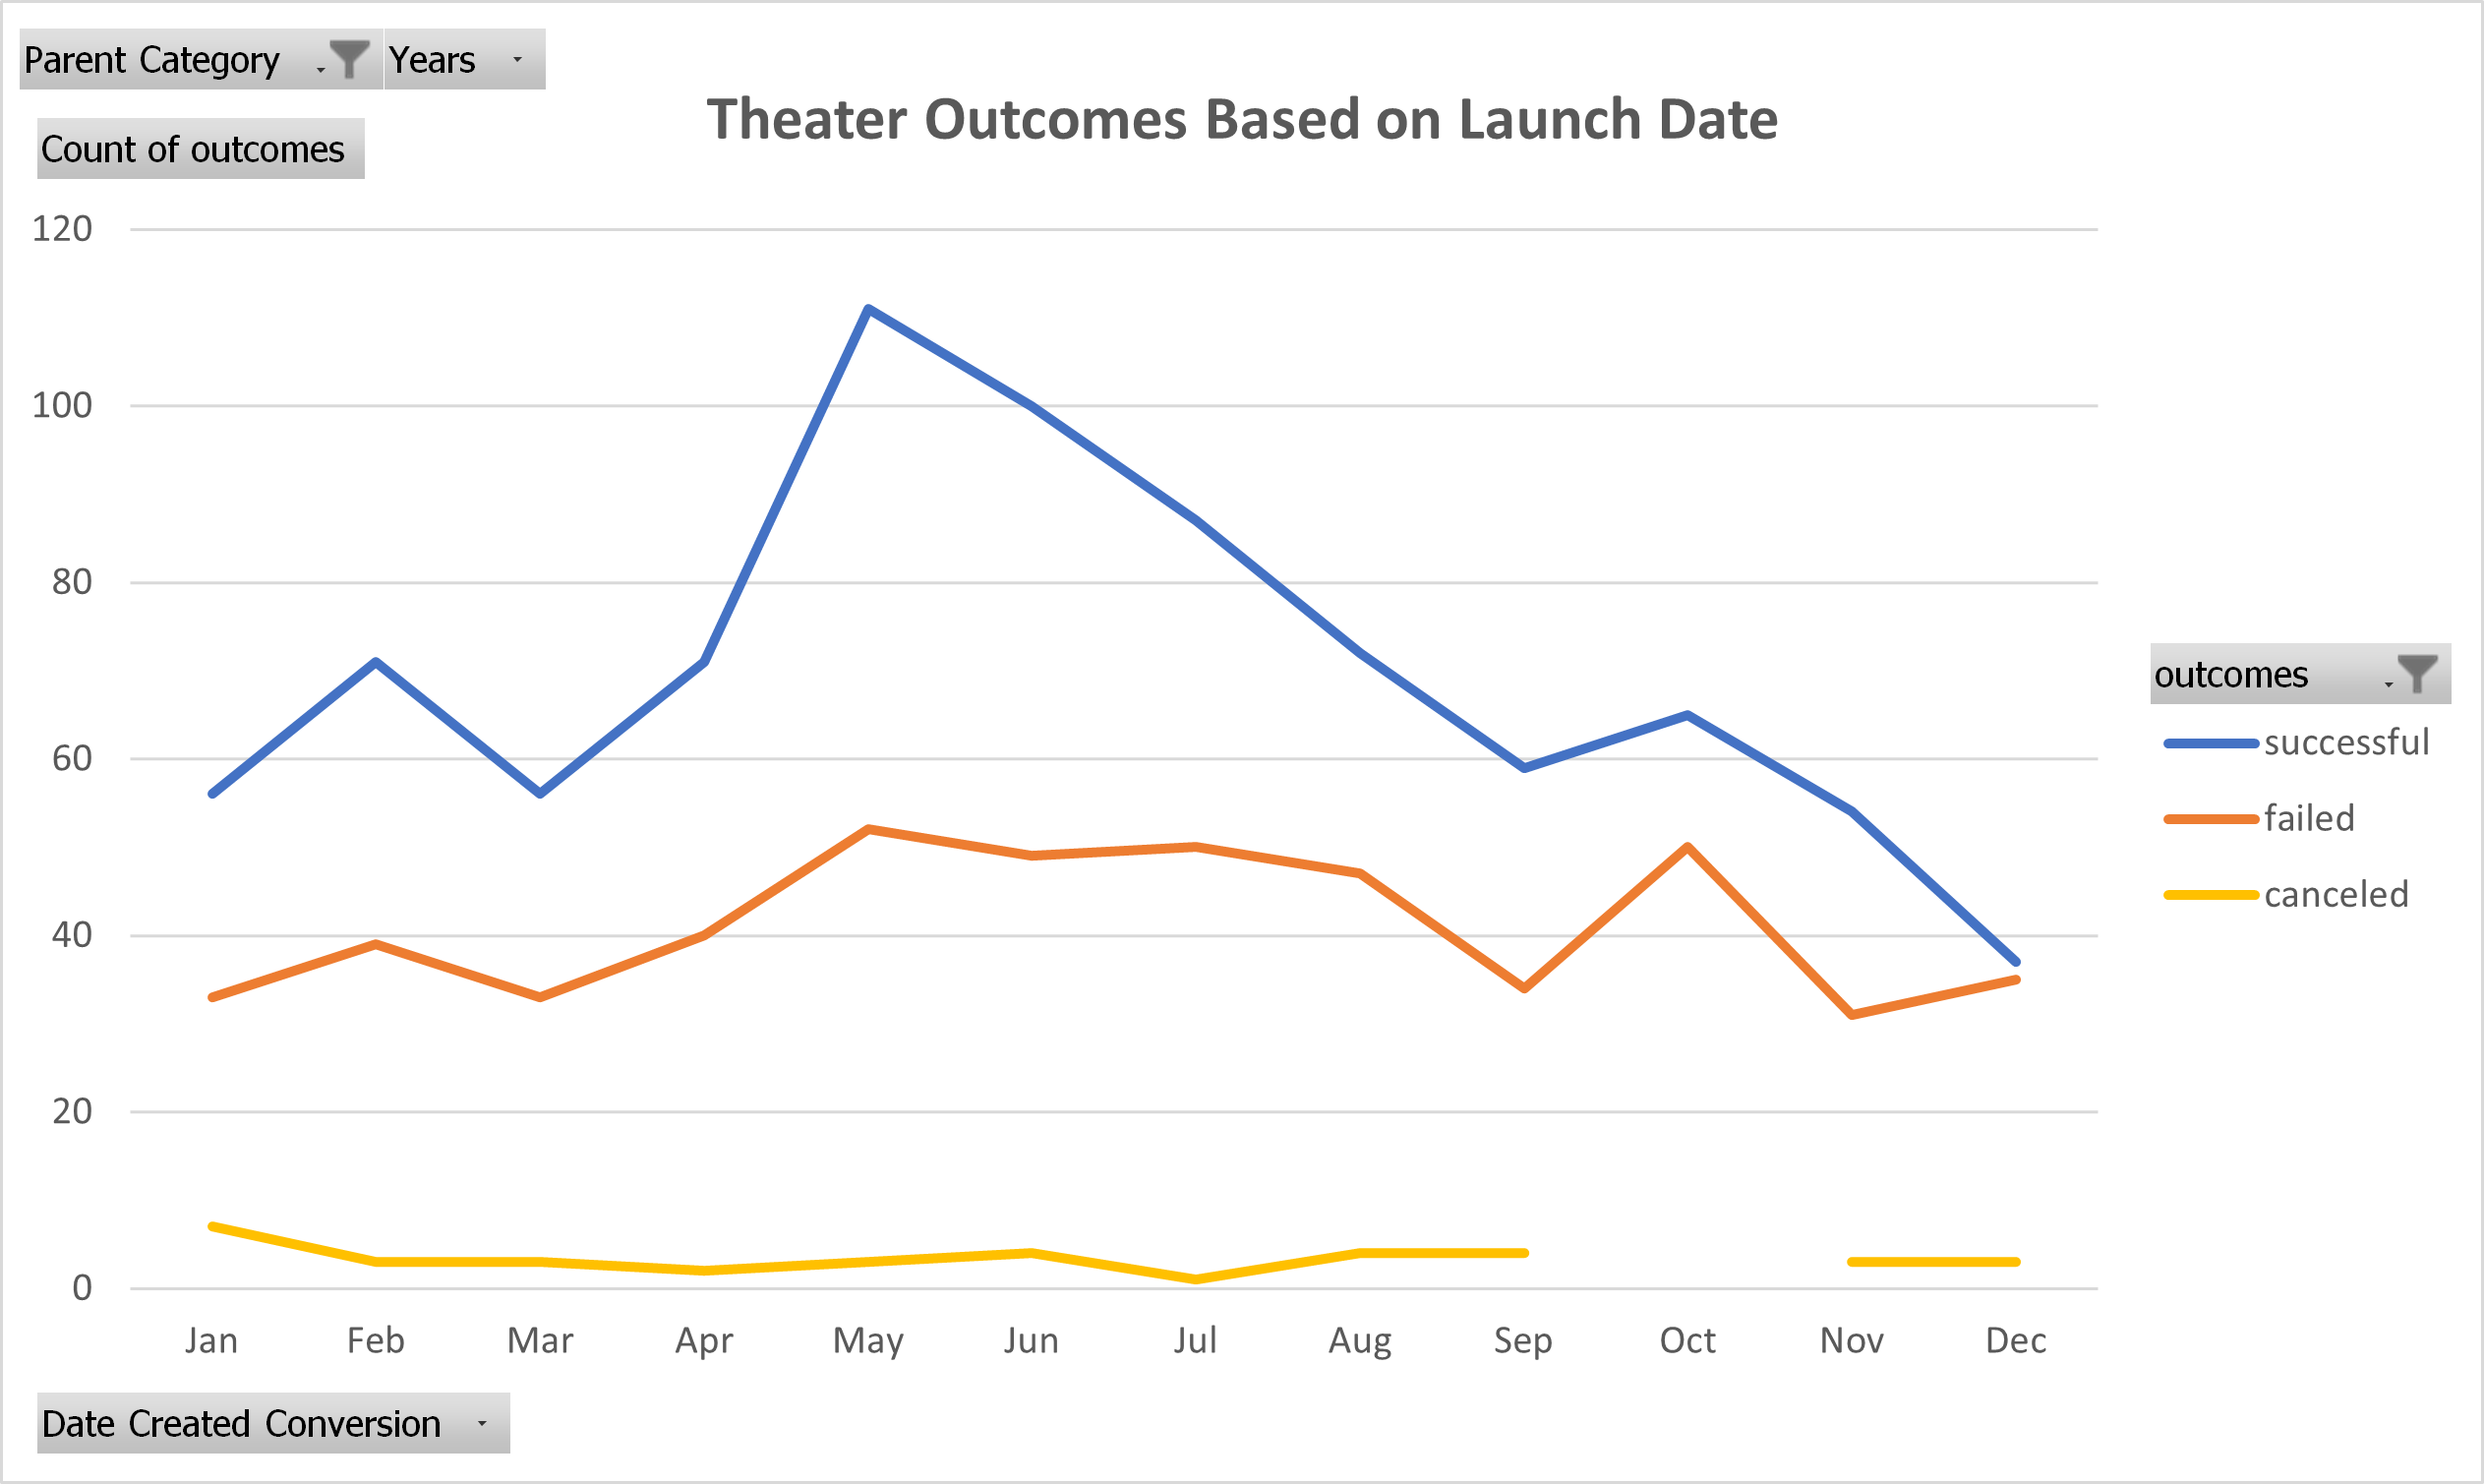 Parent Category
Years
Theater Outcomes Based on Launch Date
Count of outcomes
120
100
80
60
40
20
0
outcomes
successful
failed
canceled
Jan Feb Mar Apr May Jun Jul Aug Sep Oct Nov Dec
Date Created Conversion